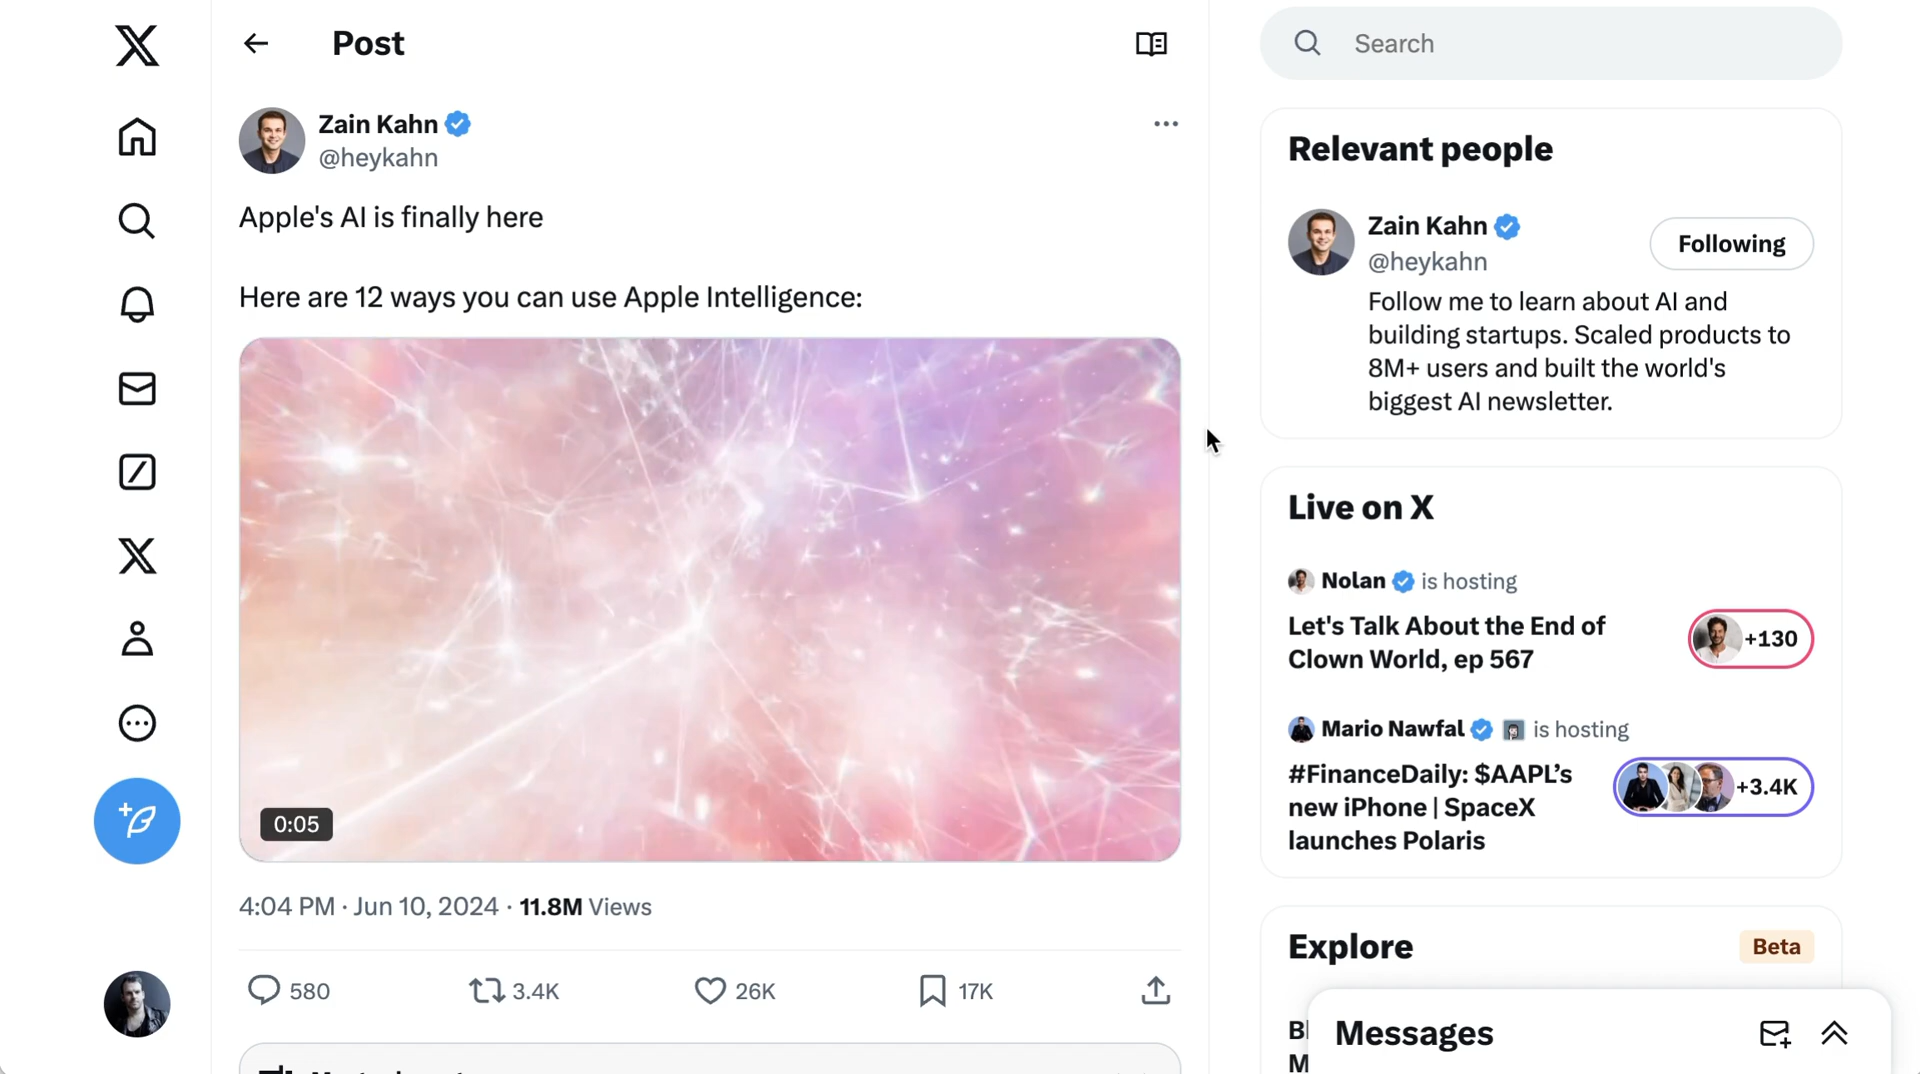 Post
Zain Kahn
@heykahn
Apple's AI is finally here
Here are 12 ways you can use Apple Intelligence:
0:05
4:04 PM · Jun 10, 2024 · 11.8M Views
580 3.4K 26K 17K
Search
Relevant people
Zain Kahn
@heykahn
Following
Follow me to learn about AI and
building startups. Scaled products to
8M+ users and built the world's
biggest AI newsletter.
Live on X
Nolan is hosting
Let's Talk About the End of
Clown World, ep 567
+130
Mario Nawfal is hosting
#FinanceDaily: $AAPL’s
new iPhone | SpaceX
launches Polaris
+3.4K
Explore
Beta
Messages